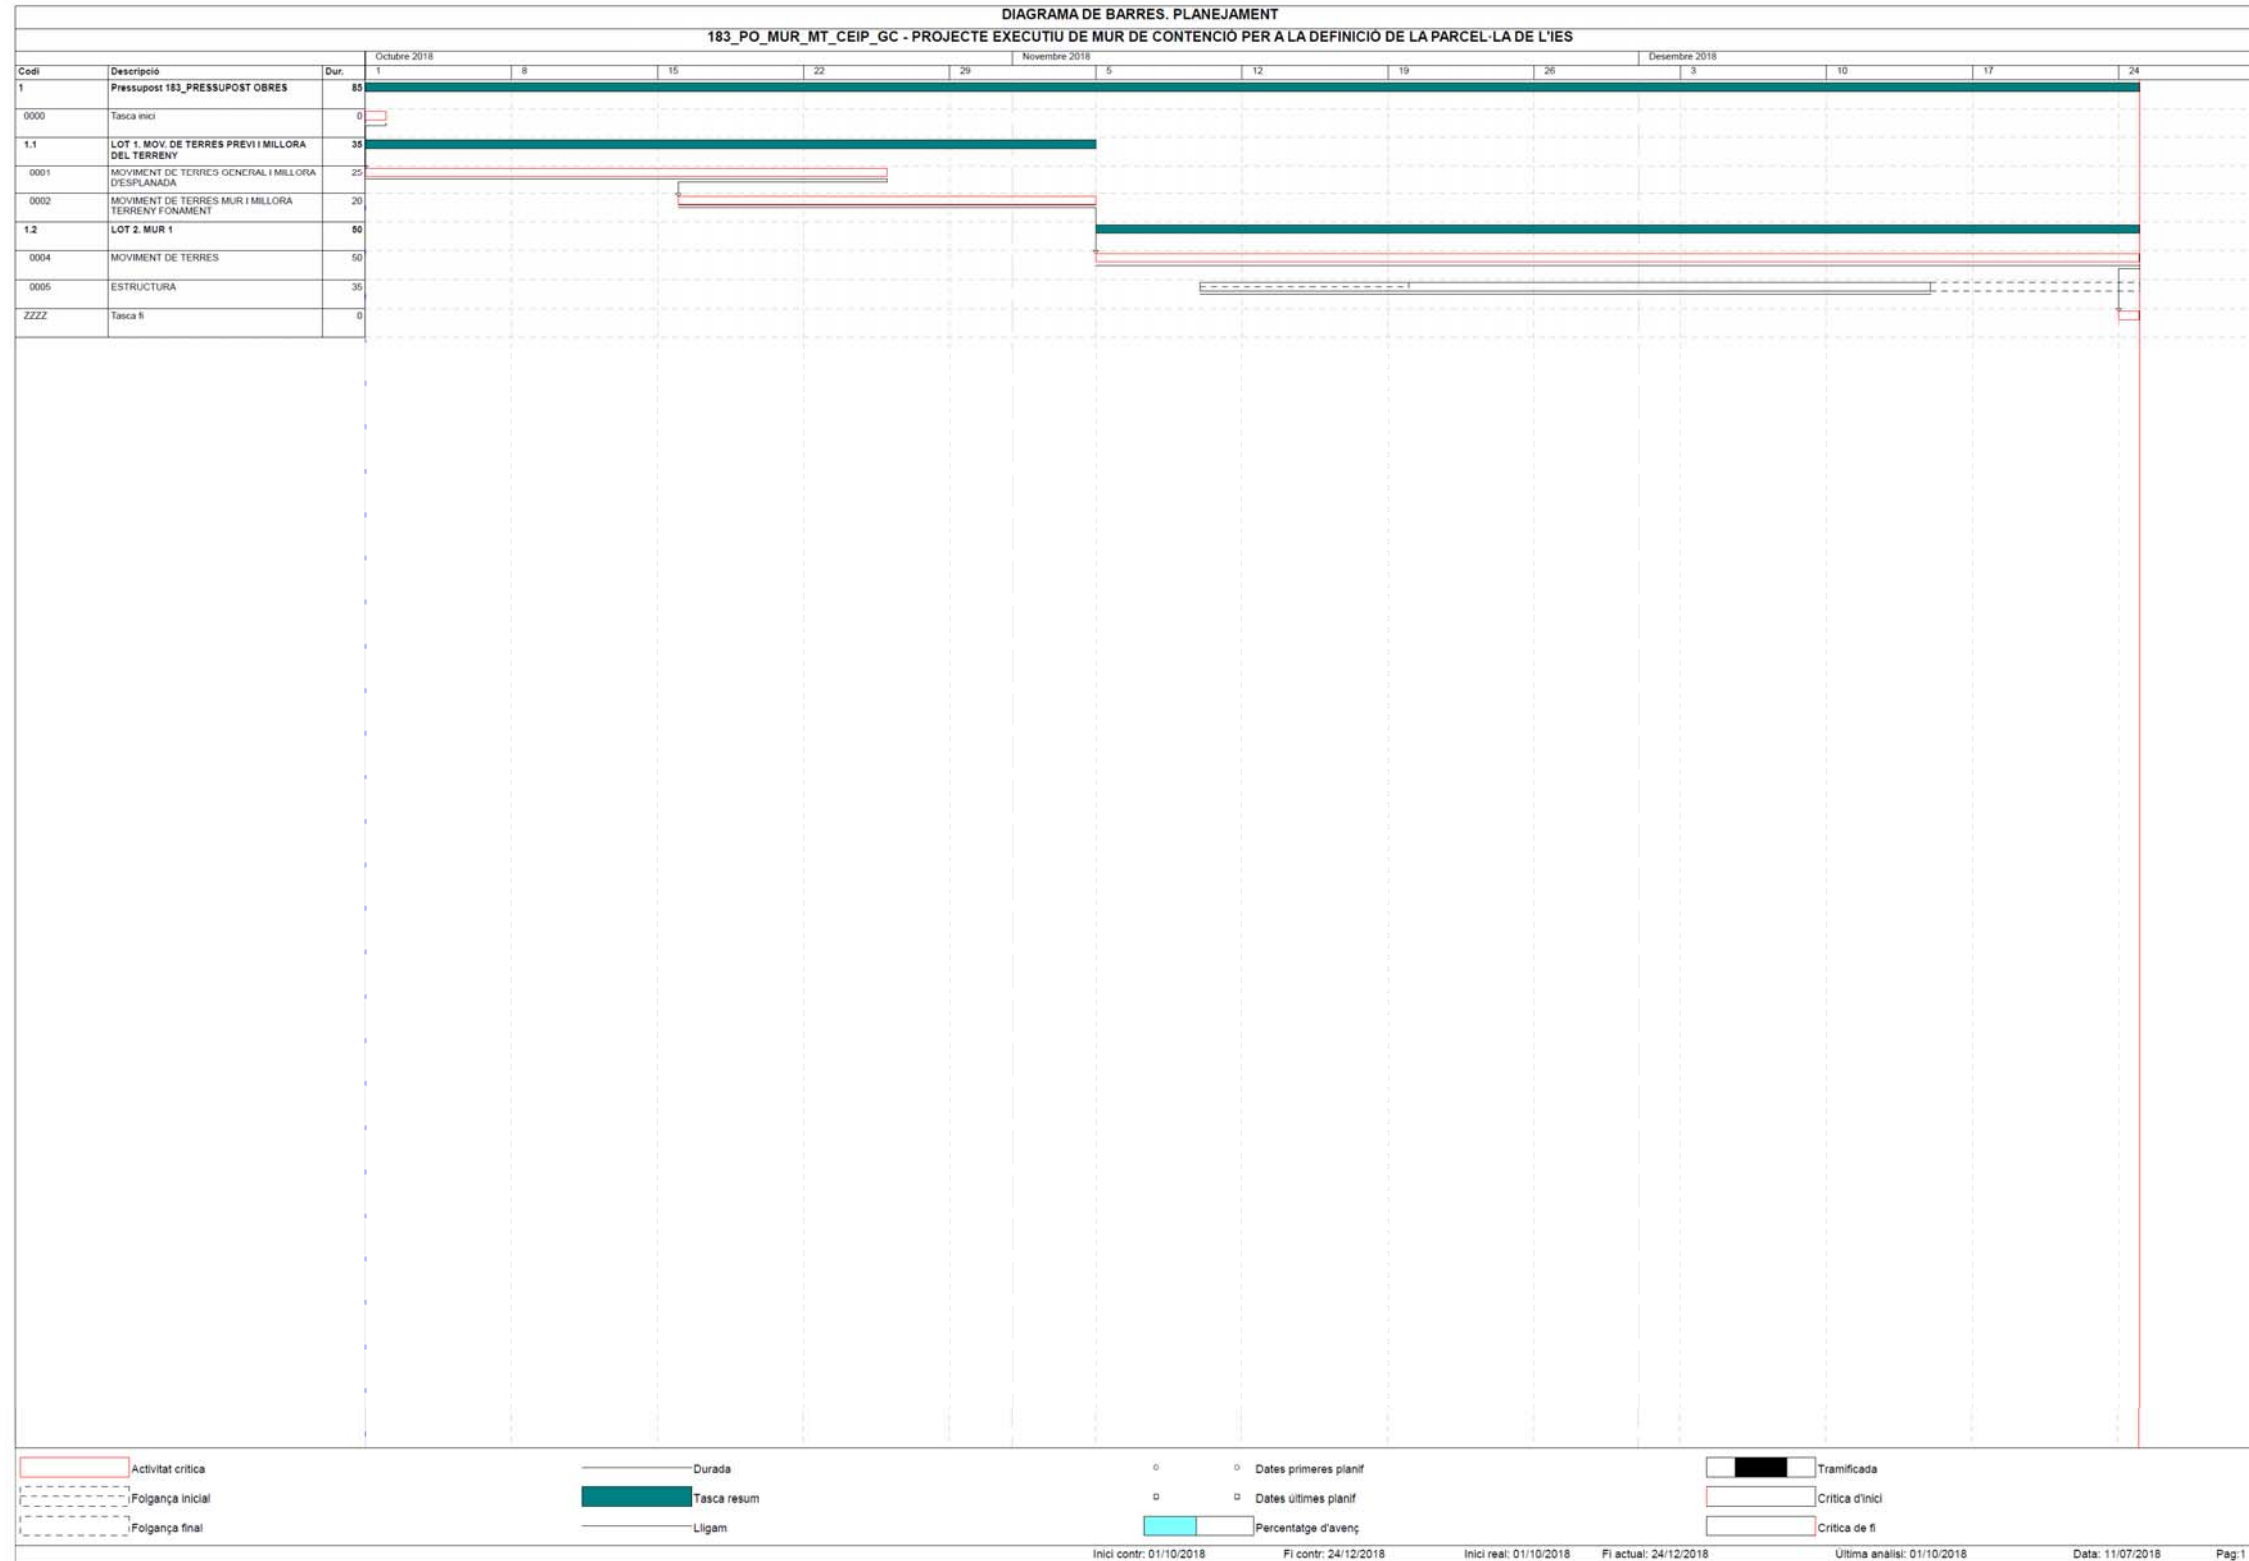 DIAGRAMA DE BARRES. PLANEJAMENT
183_PO_MUR_MT_CEIP_GC - PROJECTE EXECUTIU DE MUR DE CONTENCIÓ PER A LA DEFINICIÓ DE LA PARCEL·LA DE L'IES
Octubre 2018 Novembre 2018 Desembre 2018
Codi Descripció Dur. 1 8 15 22 29 5 12 19 26 3 10 17 24
1 Pressupost 183_PRESSUPOST OBRES 85
0000 Tasca inici 0
1.1 LOT 1. MOV. DE TERRES PREVI I MILLORA 35
DEL TERRENY
0001 MOVIMENT DE TERRES GENERAL I MILLORA 25
D'ESPLANADA
0002 MOVIMENT DE TERRES MUR I MILLORA 20
TERRENY FONAMENT
1.2 LOT 2. MUR 1 50
0004 MOVIMENT DE TERRES 50
0005 ESTRUCTURA 35
ZZZZ Tasca fi 0
Activitat crítica Durada Dates primeres planif Tramificada
Folgança inicial Tasca resum Dates últimes planif Crítica d'inici
Folgança final Lligam Percentatge d'avenç Crítica de fi
Inici contr: 01/10/2018 Fi contr: 24/12/2018 Inici real: 01/10/2018 Fi actual: 24/12/2018 Última anàlisi: 01/10/2018 Data: 11/07/2018 Pag:1